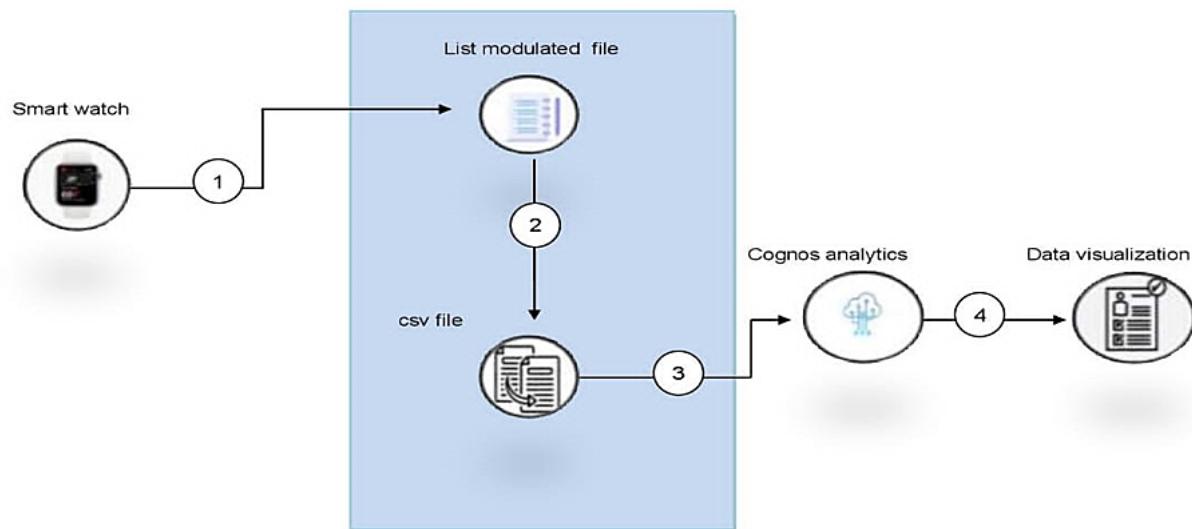 List modulated file
Smart watch
1
2
Cognos analytics
Data visualization
csv file
3
4